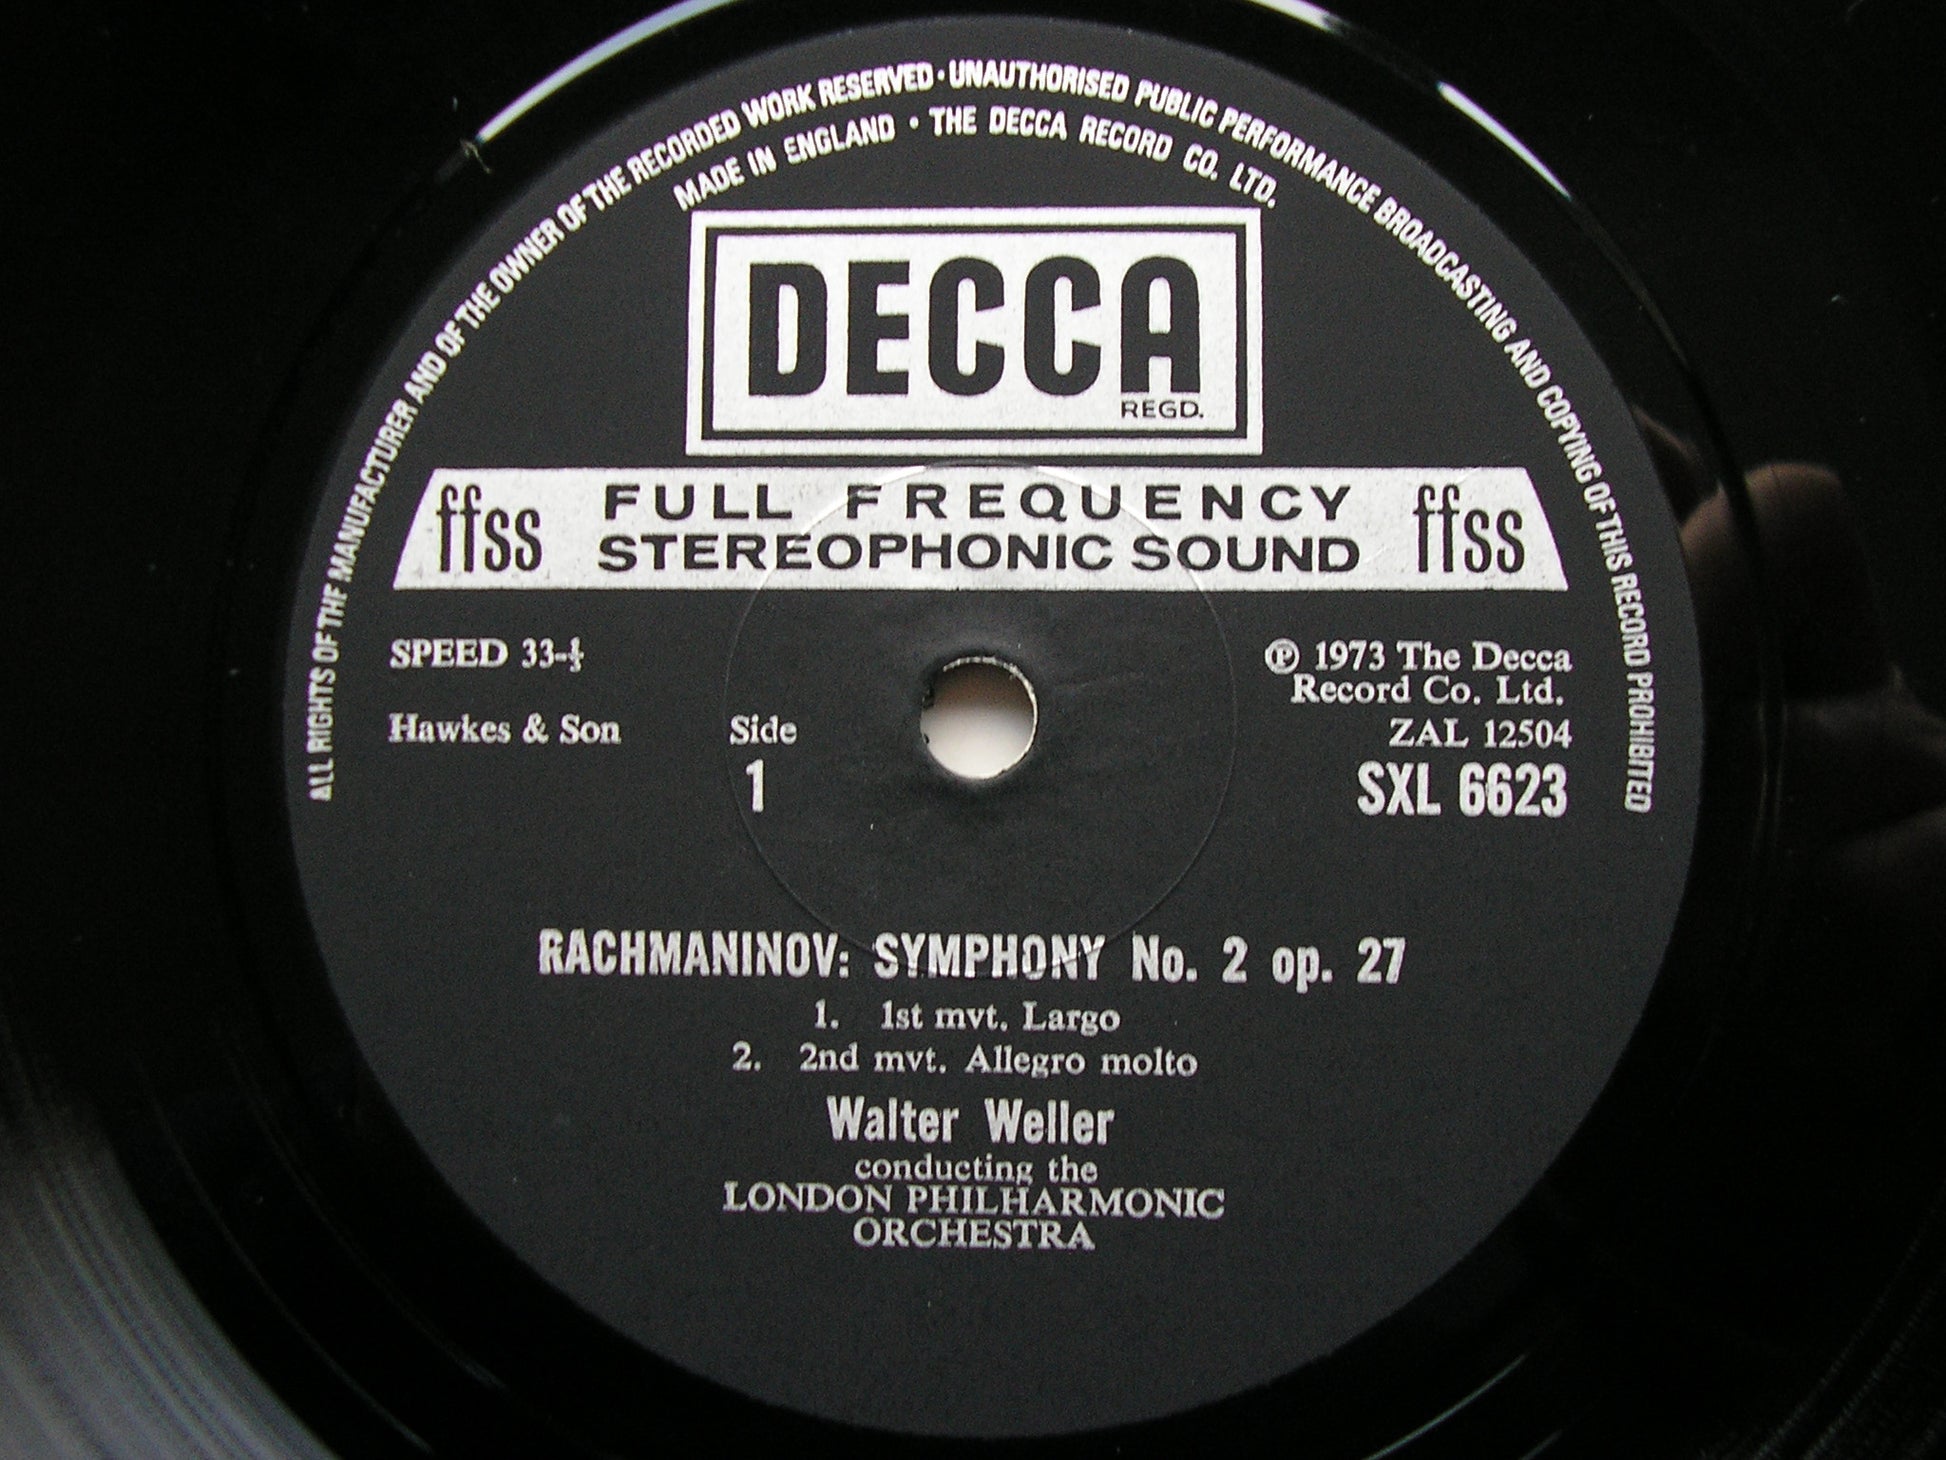 ALL RIGHTS OF THE MANUFACTURER AND OF THE OWNER OF THE RECORDED WORK RESERVED · UNAUTHORISED PUBLIC PERFORMANCE BROADCASTING AND COPYING OF THIS RECORD PROHIBITED
MADE IN ENGLAND · THE DECCA RECORD CO. LTD.
DECCA
REGD.
ffss FULL FREQUENCY ffss
STEREOPHONIC SOUND
SPEED 33-⅓
℗ 1973 The Decca
Record Co. Ltd.
Hawkes & Son
Side
1
ZAL 12504
SXL 6623
RACHMANINOV: SYMPHONY No. 2 op. 27
1. 1st mvt. Largo
2. 2nd mvt. Allegro molto
Walter Weller
conducting the
LONDON PHILHARMONIC
ORCHESTRA